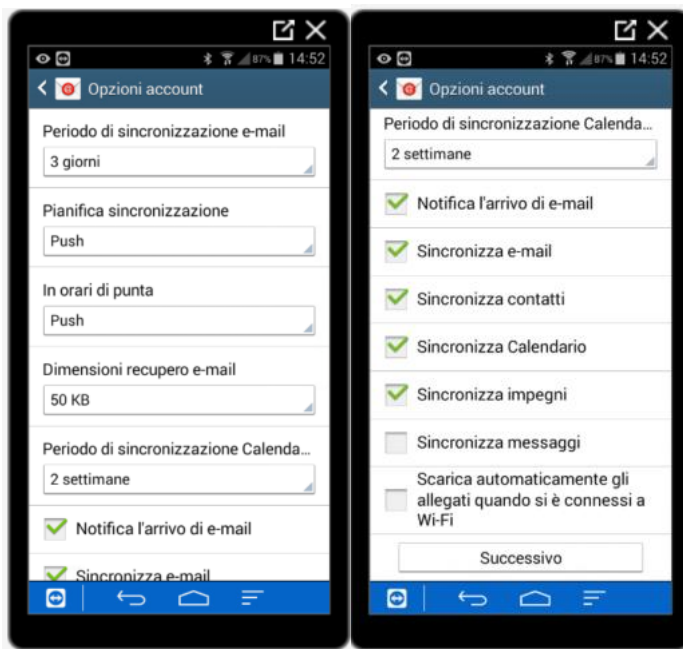 87% 14:52
Opzioni account
Periodo di sincronizzazione e-mail
3 giorni
Pianifica sincronizzazione
Push
In orari di punta
Push
Dimensioni recupero e-mail
50 KB
Periodo di sincronizzazione Calenda...
2 settimane
Notifica l'arrivo di e-mail
Sincronizza e-mail
87% 14:52
Opzioni account
Periodo di sincronizzazione Calenda...
2 settimane
Notifica l'arrivo di e-mail
Sincronizza e-mail
Sincronizza contatti
Sincronizza Calendario
Sincronizza impegni
Sincronizza messaggi
Scarica automaticamente gli
allegati quando si è connessi a
Wi-Fi
Successivo